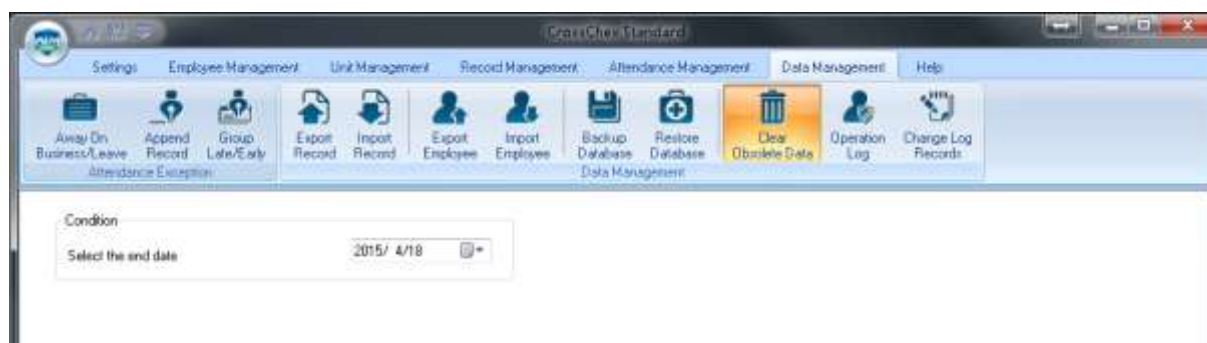 CrossChex Standard
Settings Employee Management Unit Management Record Management Attendance Management Data Management Help
Away On Business/Leave
Append Record
Group Late/Early
Export Record
Import Record
Export Employee
Import Employee
Backup Database
Restore Database
Clear Obsolete Data
Operation Log
Change Log Records
Attendance Exception
Data Management
Condition
Select the end date 2015/ 4/18